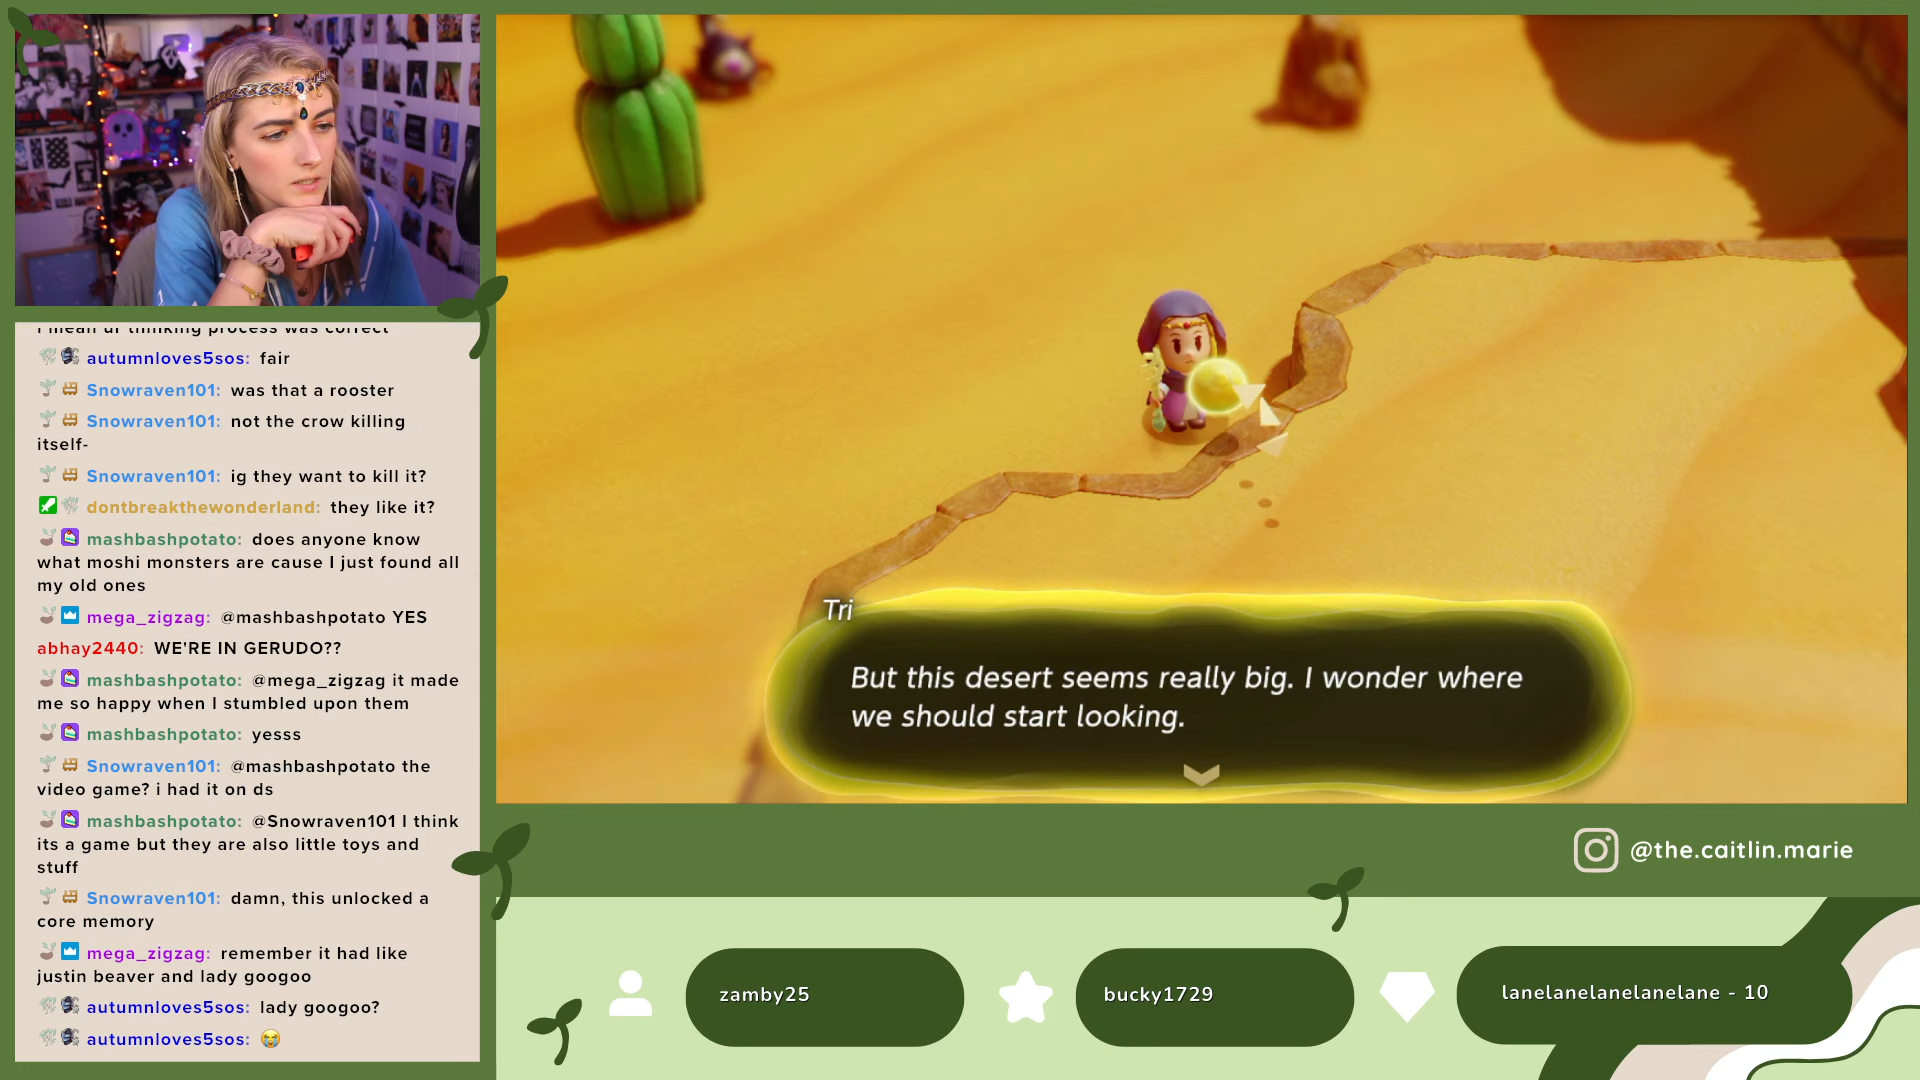 i mean ur thinking process was correct
autumnloves5sos: fair
Snowraven101: was that a rooster
Snowraven101: not the crow killing
itself-
Snowraven101: ig they want to kill it?
dontbreakthewonderland: they like it?
mashbashpotato: does anyone know
what moshi monsters are cause I just found all
my old ones
mega_zigzag: @mashbashpotato YES
abhay2440: WE'RE IN GERUDO??
mashbashpotato: @mega_zigzag it made
me so happy when I stumbled upon them
mashbashpotato: yesss
Snowraven101: @mashbashpotato the
video game? i had it on ds
mashbashpotato: @Snowraven101 I think
its a game but they are also little toys and
stuff
Snowraven101: damn, this unlocked a
core memory
mega_zigzag: remember it had like
justin beaver and lady googoo
autumnloves5sos: lady googoo?
autumnloves5sos: 😭
Tri
But this desert seems really big. I wonder where
we should start looking.
@the.caitlin.marie
zamby25
bucky1729
lanelanelanelanelane - 10